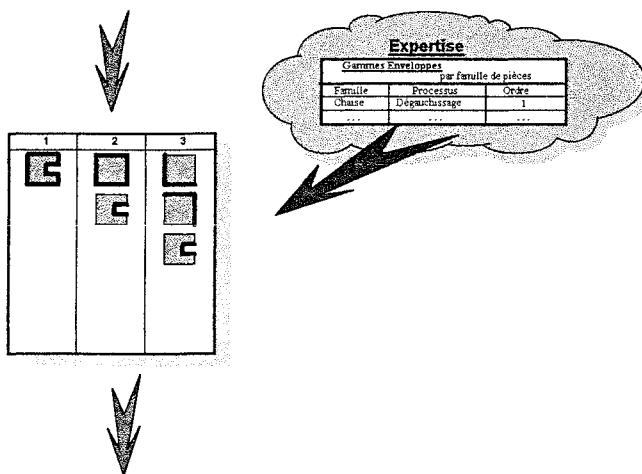 Expertise
Gammes Enveloppes
par famille de pièces
Famille Processus Ordre
Chaise Dégauchissage 1
... ... ...
1 2 3